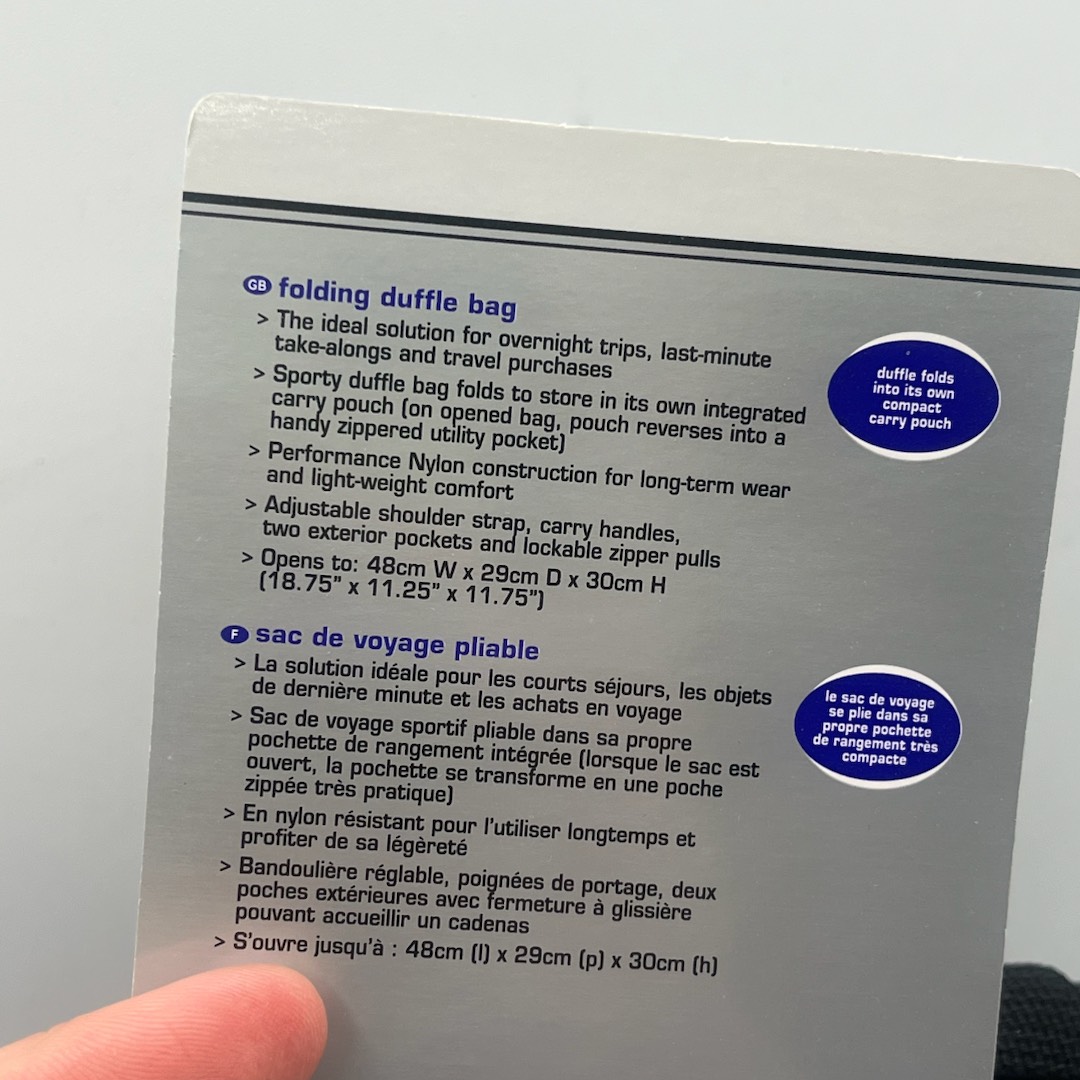 GB folding duffle bag
> The ideal solution for overnight trips, last-minute
take-alongs and travel purchases
> Sporty duffle bag folds to store in its own integrated
carry pouch (on opened bag, pouch reverses into a
handy zippered utility pocket)
> Performance Nylon construction for long-term wear
and light-weight comfort
> Adjustable shoulder strap, carry handles,
two exterior pockets and lockable zipper pulls
> Opens to: 48cm W x 29cm D x 30cm H
(18.75” x 11.25” x 11.75”)
duffle folds
into its own
compact
carry pouch
F sac de voyage pliable
> La solution idéale pour les courts séjours, les objets
de dernière minute et les achats en voyage
> Sac de voyage sportif pliable dans sa propre
pochette de rangement intégrée (lorsque le sac est
ouvert, la pochette se transforme en une poche
zippée très pratique)
> En nylon résistant pour l’utiliser longtemps et
profiter de sa légèreté
> Bandoulière réglable, poignées de portage, deux
poches extérieures avec fermeture à glissière
pouvant accueillir un cadenas
> S’ouvre jusqu’à : 48cm (l) x 29cm (p) x 30cm (h)
le sac de voyage
se plie dans sa
propre pochette
de rangement très
compacte